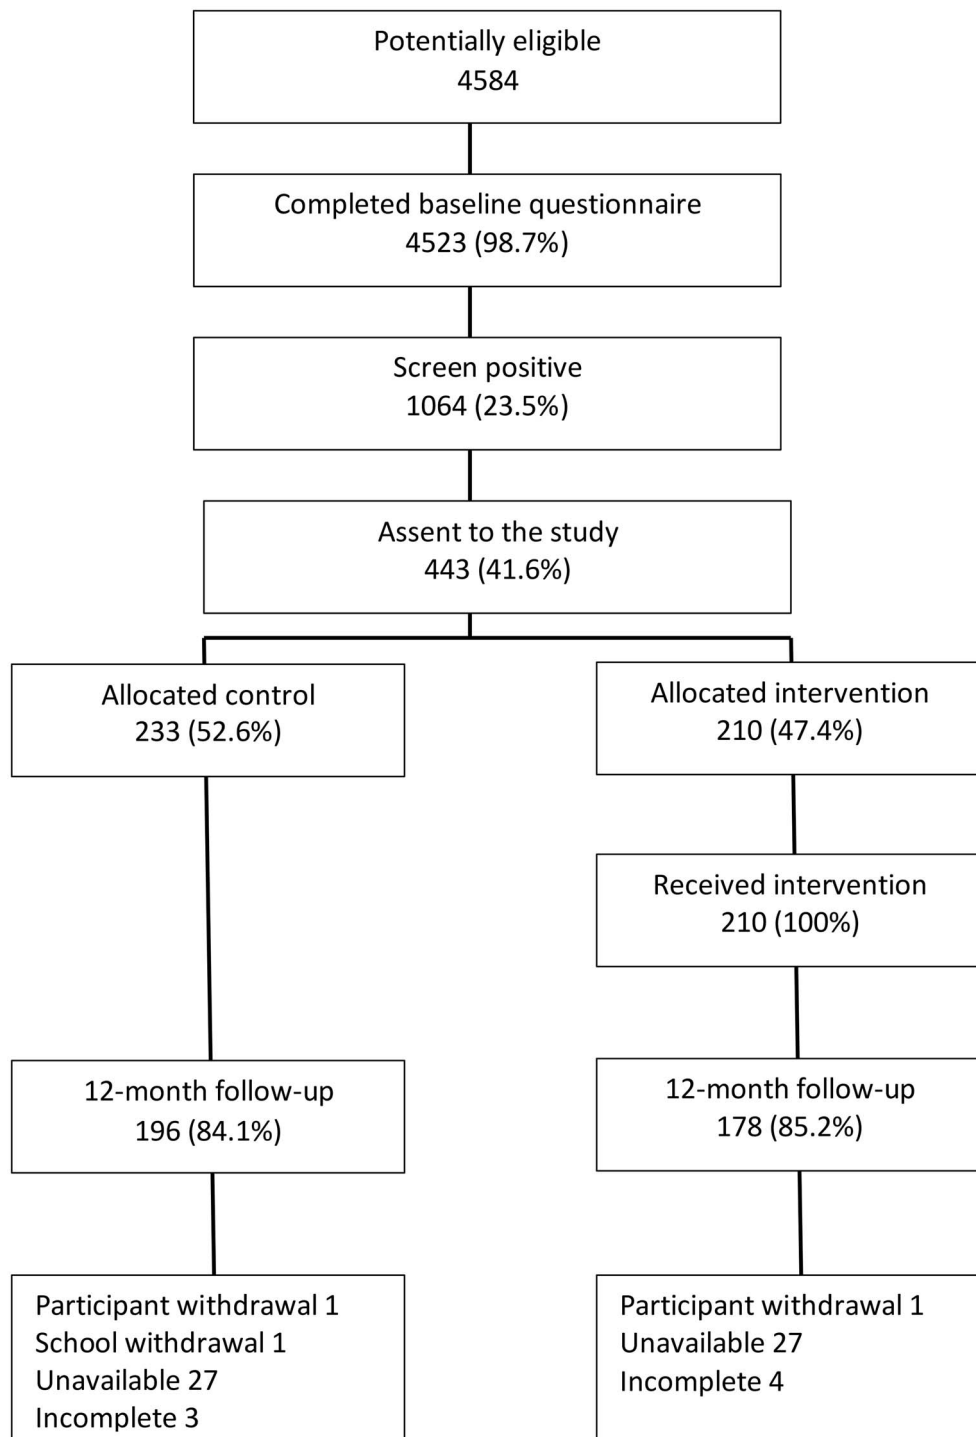 Potentially eligible
4584
Completed baseline questionnaire
4523 (98.7%)
Screen positive
1064 (23.5%)
Assent to the study
443 (41.6%)
Allocated control
233 (52.6%)
Allocated intervention
210 (47.4%)
Received intervention
210 (100%)
12-month follow-up
196 (84.1%)
12-month follow-up
178 (85.2%)
Participant withdrawal 1
School withdrawal 1
Unavailable 27
Incomplete 3
Participant withdrawal 1
Unavailable 27
Incomplete 4